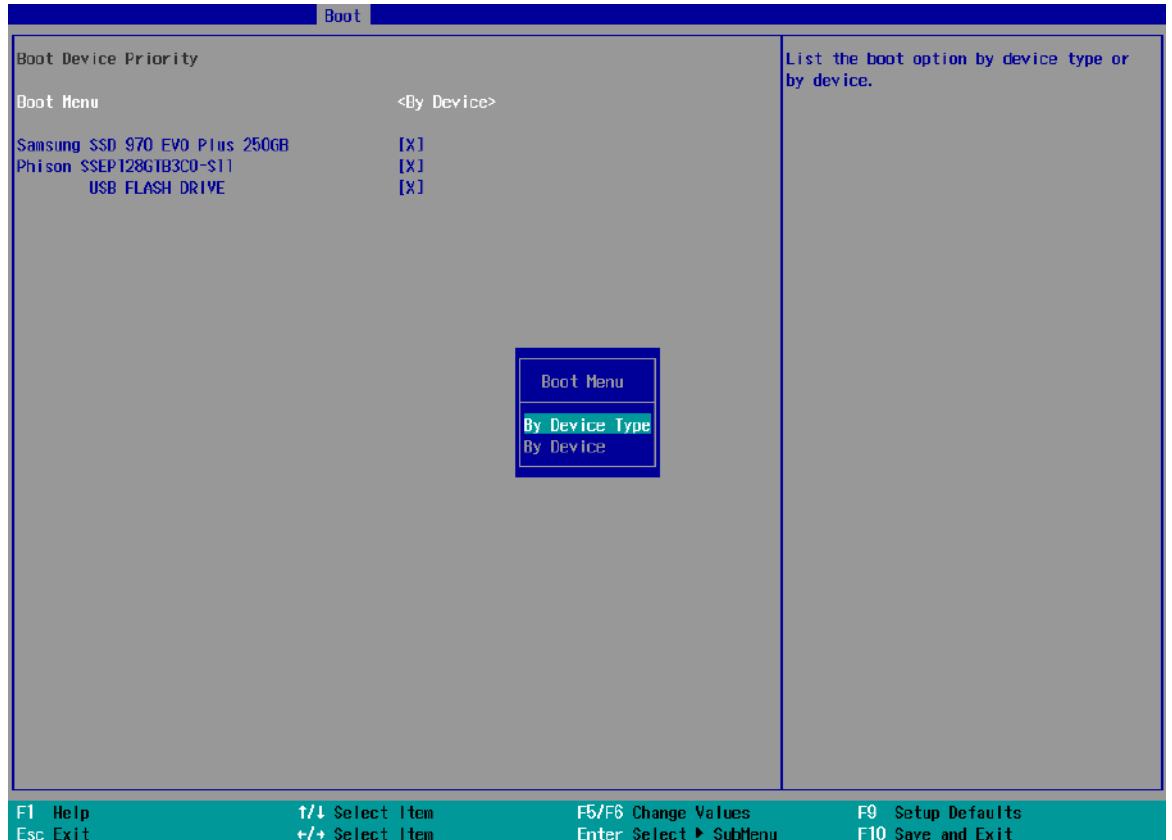 Boot
Boot Device Priority
Boot Menu <By Device>
Samsung SSD 970 EVO Plus 250GB [X]
Phison SSEP128GTB3C0-S11 [X]
USB FLASH DRIVE [X]
List the boot option by device type or
by device.
Boot Menu
By Device Type
By Device
F1 Help ↑/↓ Select Item F5/F6 Change Values F9 Setup Defaults
Esc Exit ←/→ Select Item Enter Select ▶ SubMenu F10 Save and Exit